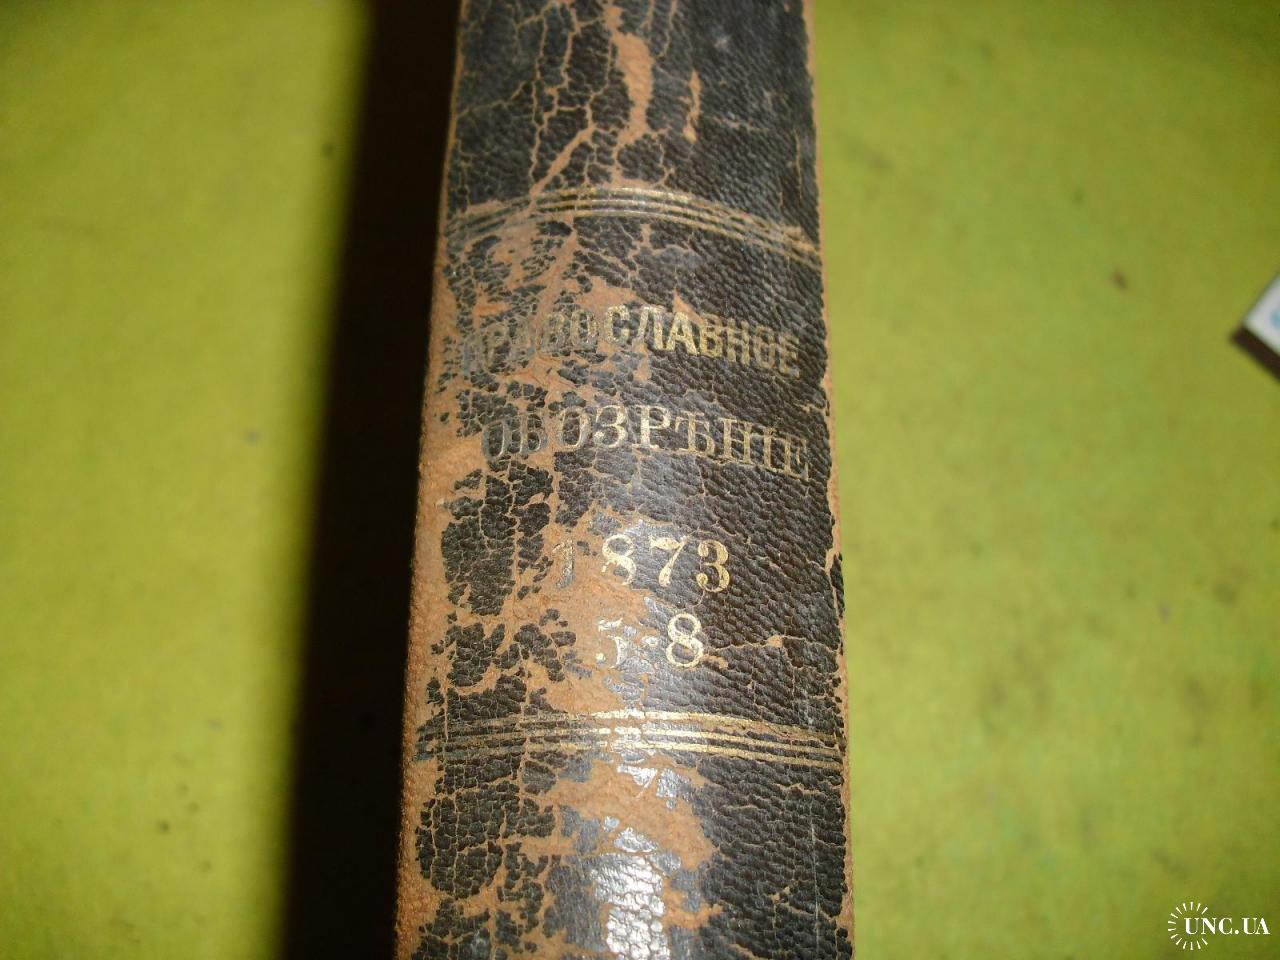 ПРАВОСЛАВНОЕ
ОБОЗРѢНІЕ
1873
5-8
UNC.UA